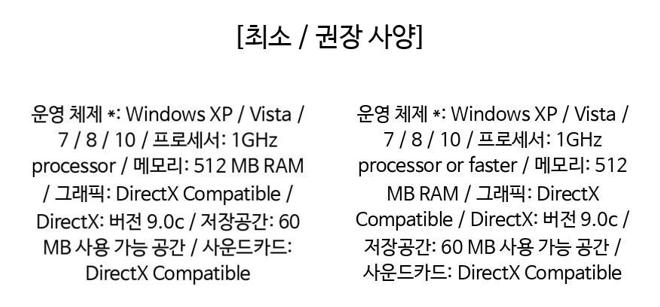 [최소 / 권장 사양]
운영 체제 *: Windows XP / Vista /
7 / 8 / 10 / 프로세서: 1GHz
processor / 메모리: 512 MB RAM
/ 그래픽: DirectX Compatible /
DirectX: 버전 9.0c / 저장공간: 60
MB 사용 가능 공간 / 사운드카드:
DirectX Compatible
운영 체제 *: Windows XP / Vista /
7 / 8 / 10 / 프로세서: 1GHz
processor or faster / 메모리: 512
MB RAM / 그래픽: DirectX
Compatible / DirectX: 버전 9.0c /
저장공간: 60 MB 사용 가능 공간 /
사운드카드: DirectX Compatible